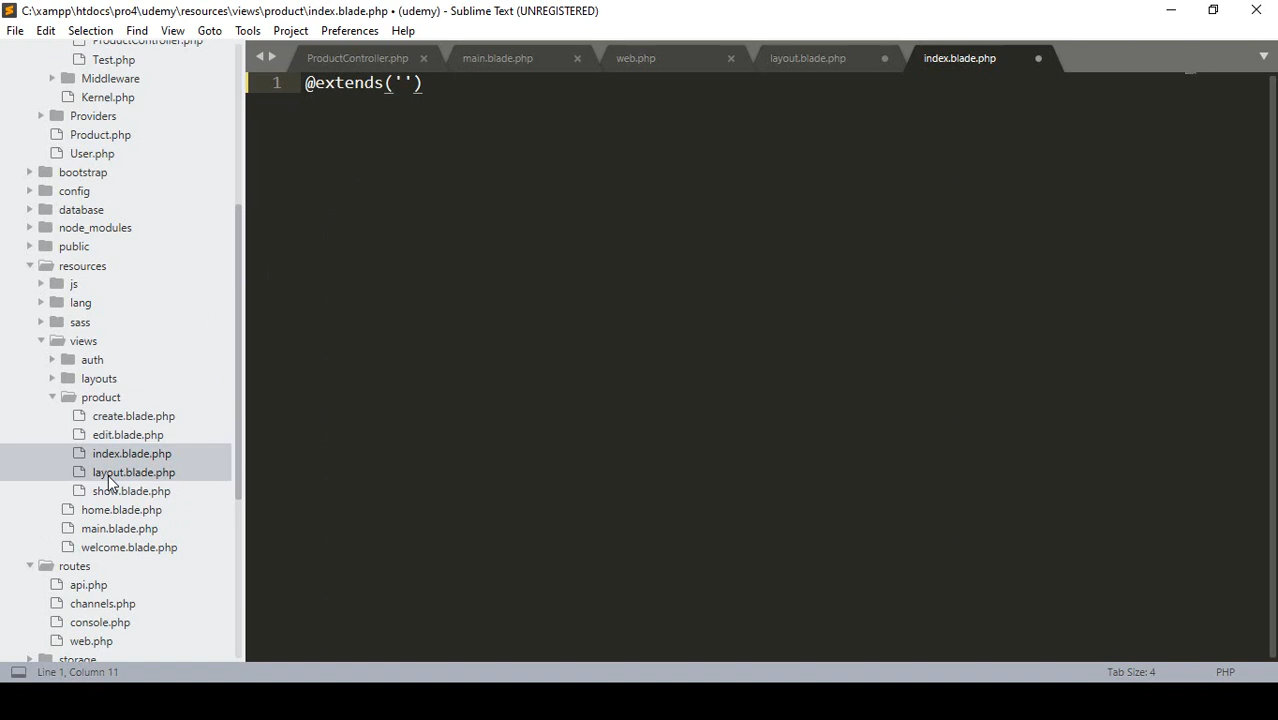 C:\xampp\htdocs\pro4\udemy\resources\views\product\index.blade.php • (udemy) - Sublime Text (UNREGISTERED)
File Edit Selection Find View Goto Tools Project Preferences Help
ProductController.php
Test.php
Middleware
Kernel.php
Providers
Product.php
User.php
bootstrap
config
database
node_modules
public
resources
js
lang
sass
views
auth
layouts
product
create.blade.php
edit.blade.php
index.blade.php
layout.blade.php
show.blade.php
home.blade.php
main.blade.php
welcome.blade.php
routes
api.php
channels.php
console.php
web.php
storage
ProductController.php main.blade.php web.php layout.blade.php index.blade.php
1 @extends('')
Line 1, Column 11 Tab Size: 4 PHP